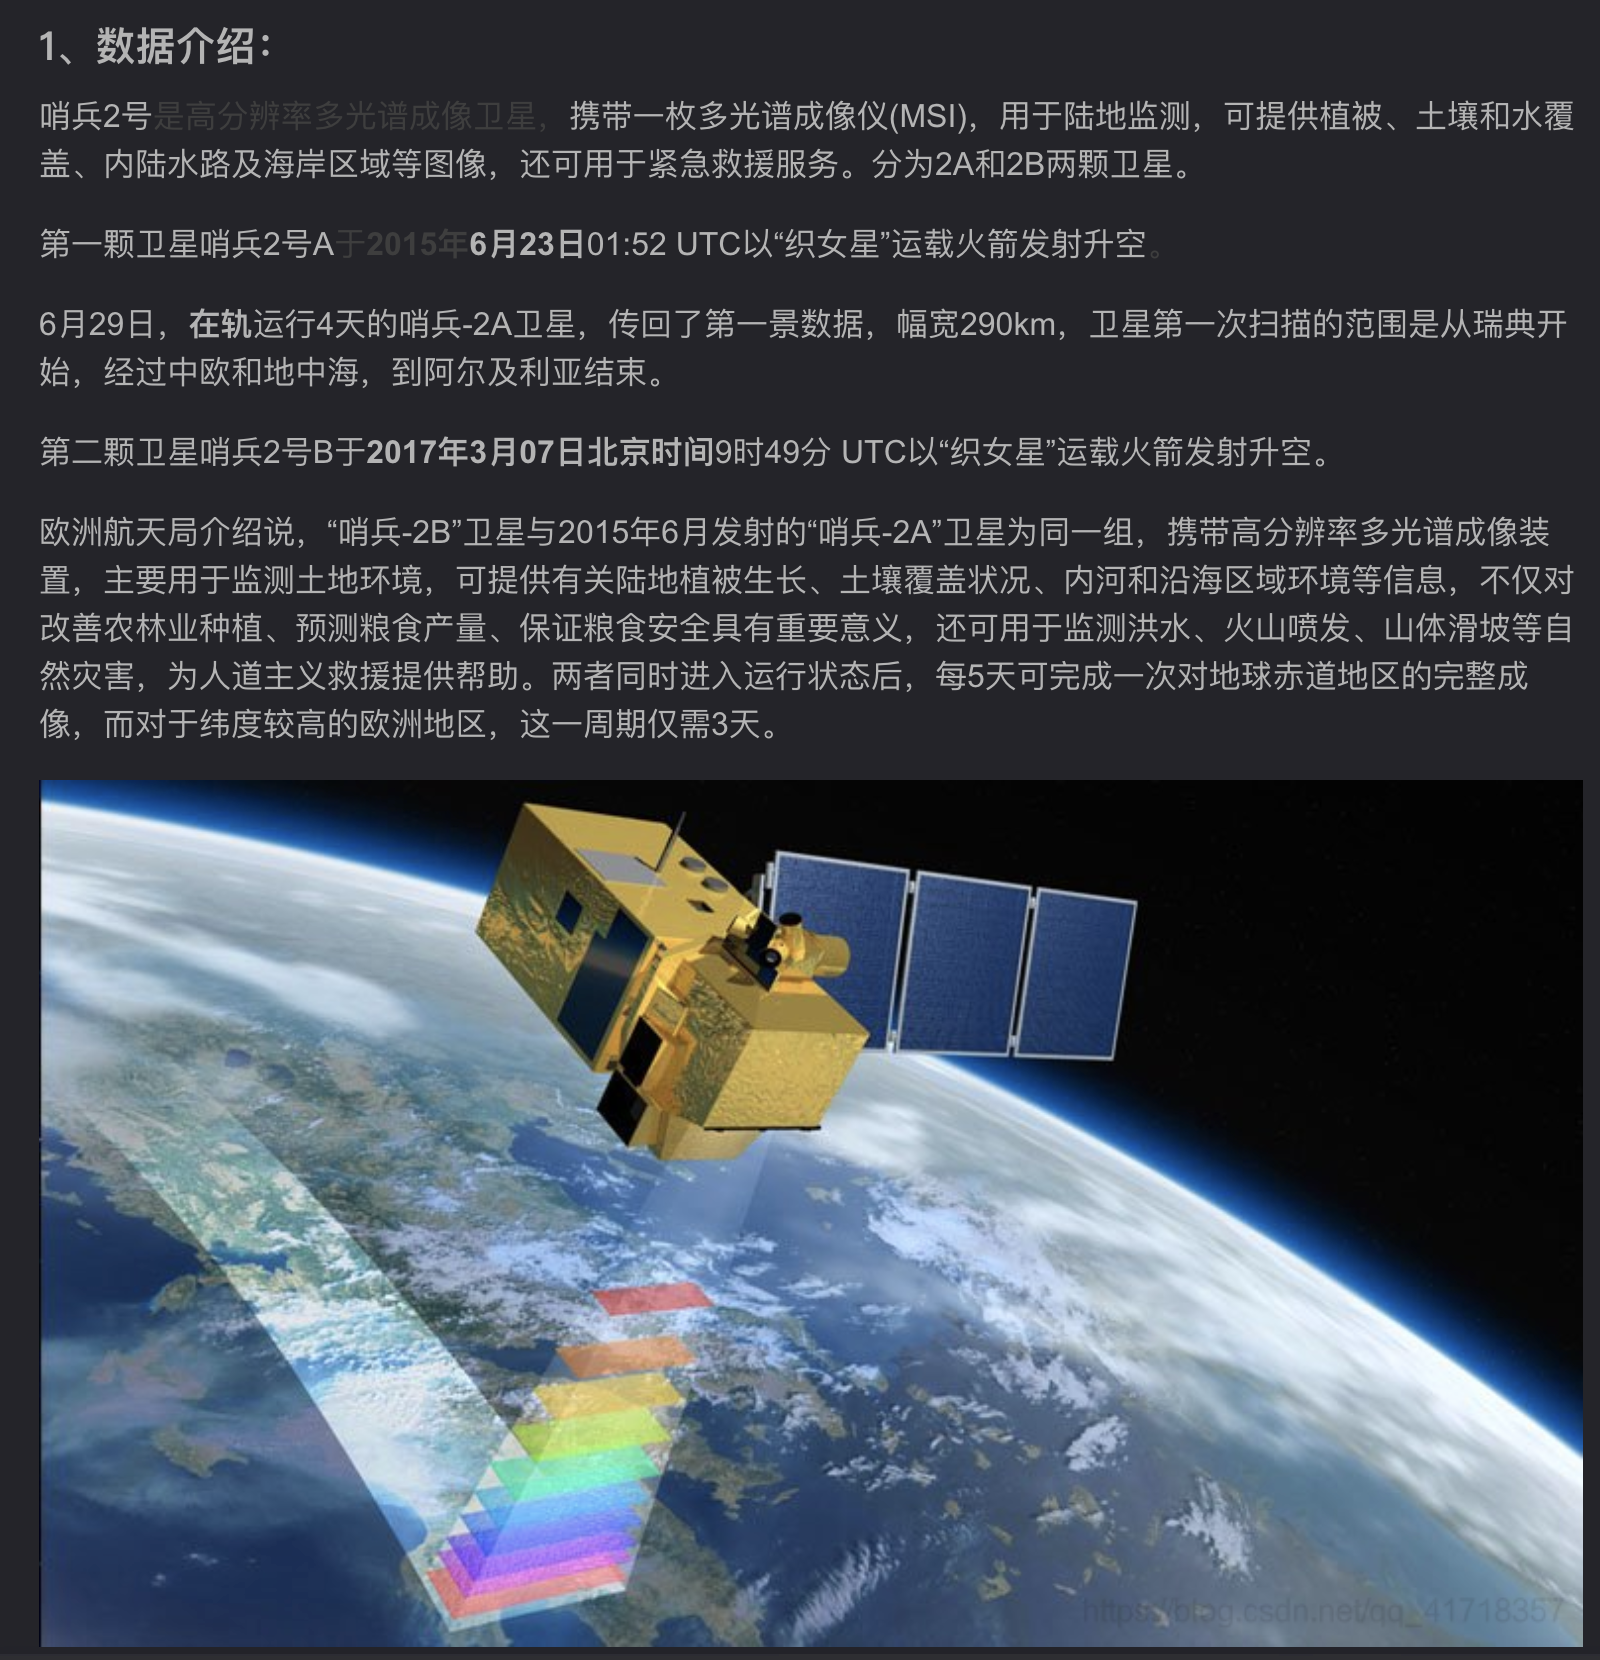 1、数据介绍：
哨兵2号是高分辨率多光谱成像卫星，携带一枚多光谱成像仪(MSI)，用于陆地监测，可提供植被、土壤和水覆
盖、内陆水路及海岸区域等图像，还可用于紧急救援服务。分为2A和2B两颗卫星。
第一颗卫星哨兵2号A于2015年6月23日01:52 UTC以“织女星”运载火箭发射升空。
6月29日，在轨运行4天的哨兵-2A卫星，传回了第一景数据，幅宽290km，卫星第一次扫描的范围是从瑞典开
始，经过中欧和地中海，到阿尔及利亚结束。
第二颗卫星哨兵2号B于2017年3月07日北京时间9时49分 UTC以“织女星”运载火箭发射升空。
欧洲航天局介绍说，“哨兵-2B”卫星与2015年6月发射的“哨兵-2A”卫星为同一组，携带高分辨率多光谱成像装
置，主要用于监测土地环境，可提供有关陆地植被生长、土壤覆盖状况、内河和沿海区域环境等信息，不仅对
改善农林业种植、预测粮食产量、保证粮食安全具有重要意义，还可用于监测洪水、火山喷发、山体滑坡等自
然灾害，为人道主义救援提供帮助。两者同时进入运行状态后，每5天可完成一次对地球赤道地区的完整成
像，而对于纬度较高的欧洲地区，这一周期仅需3天。
https://blog.csdn.net/qq_41718357